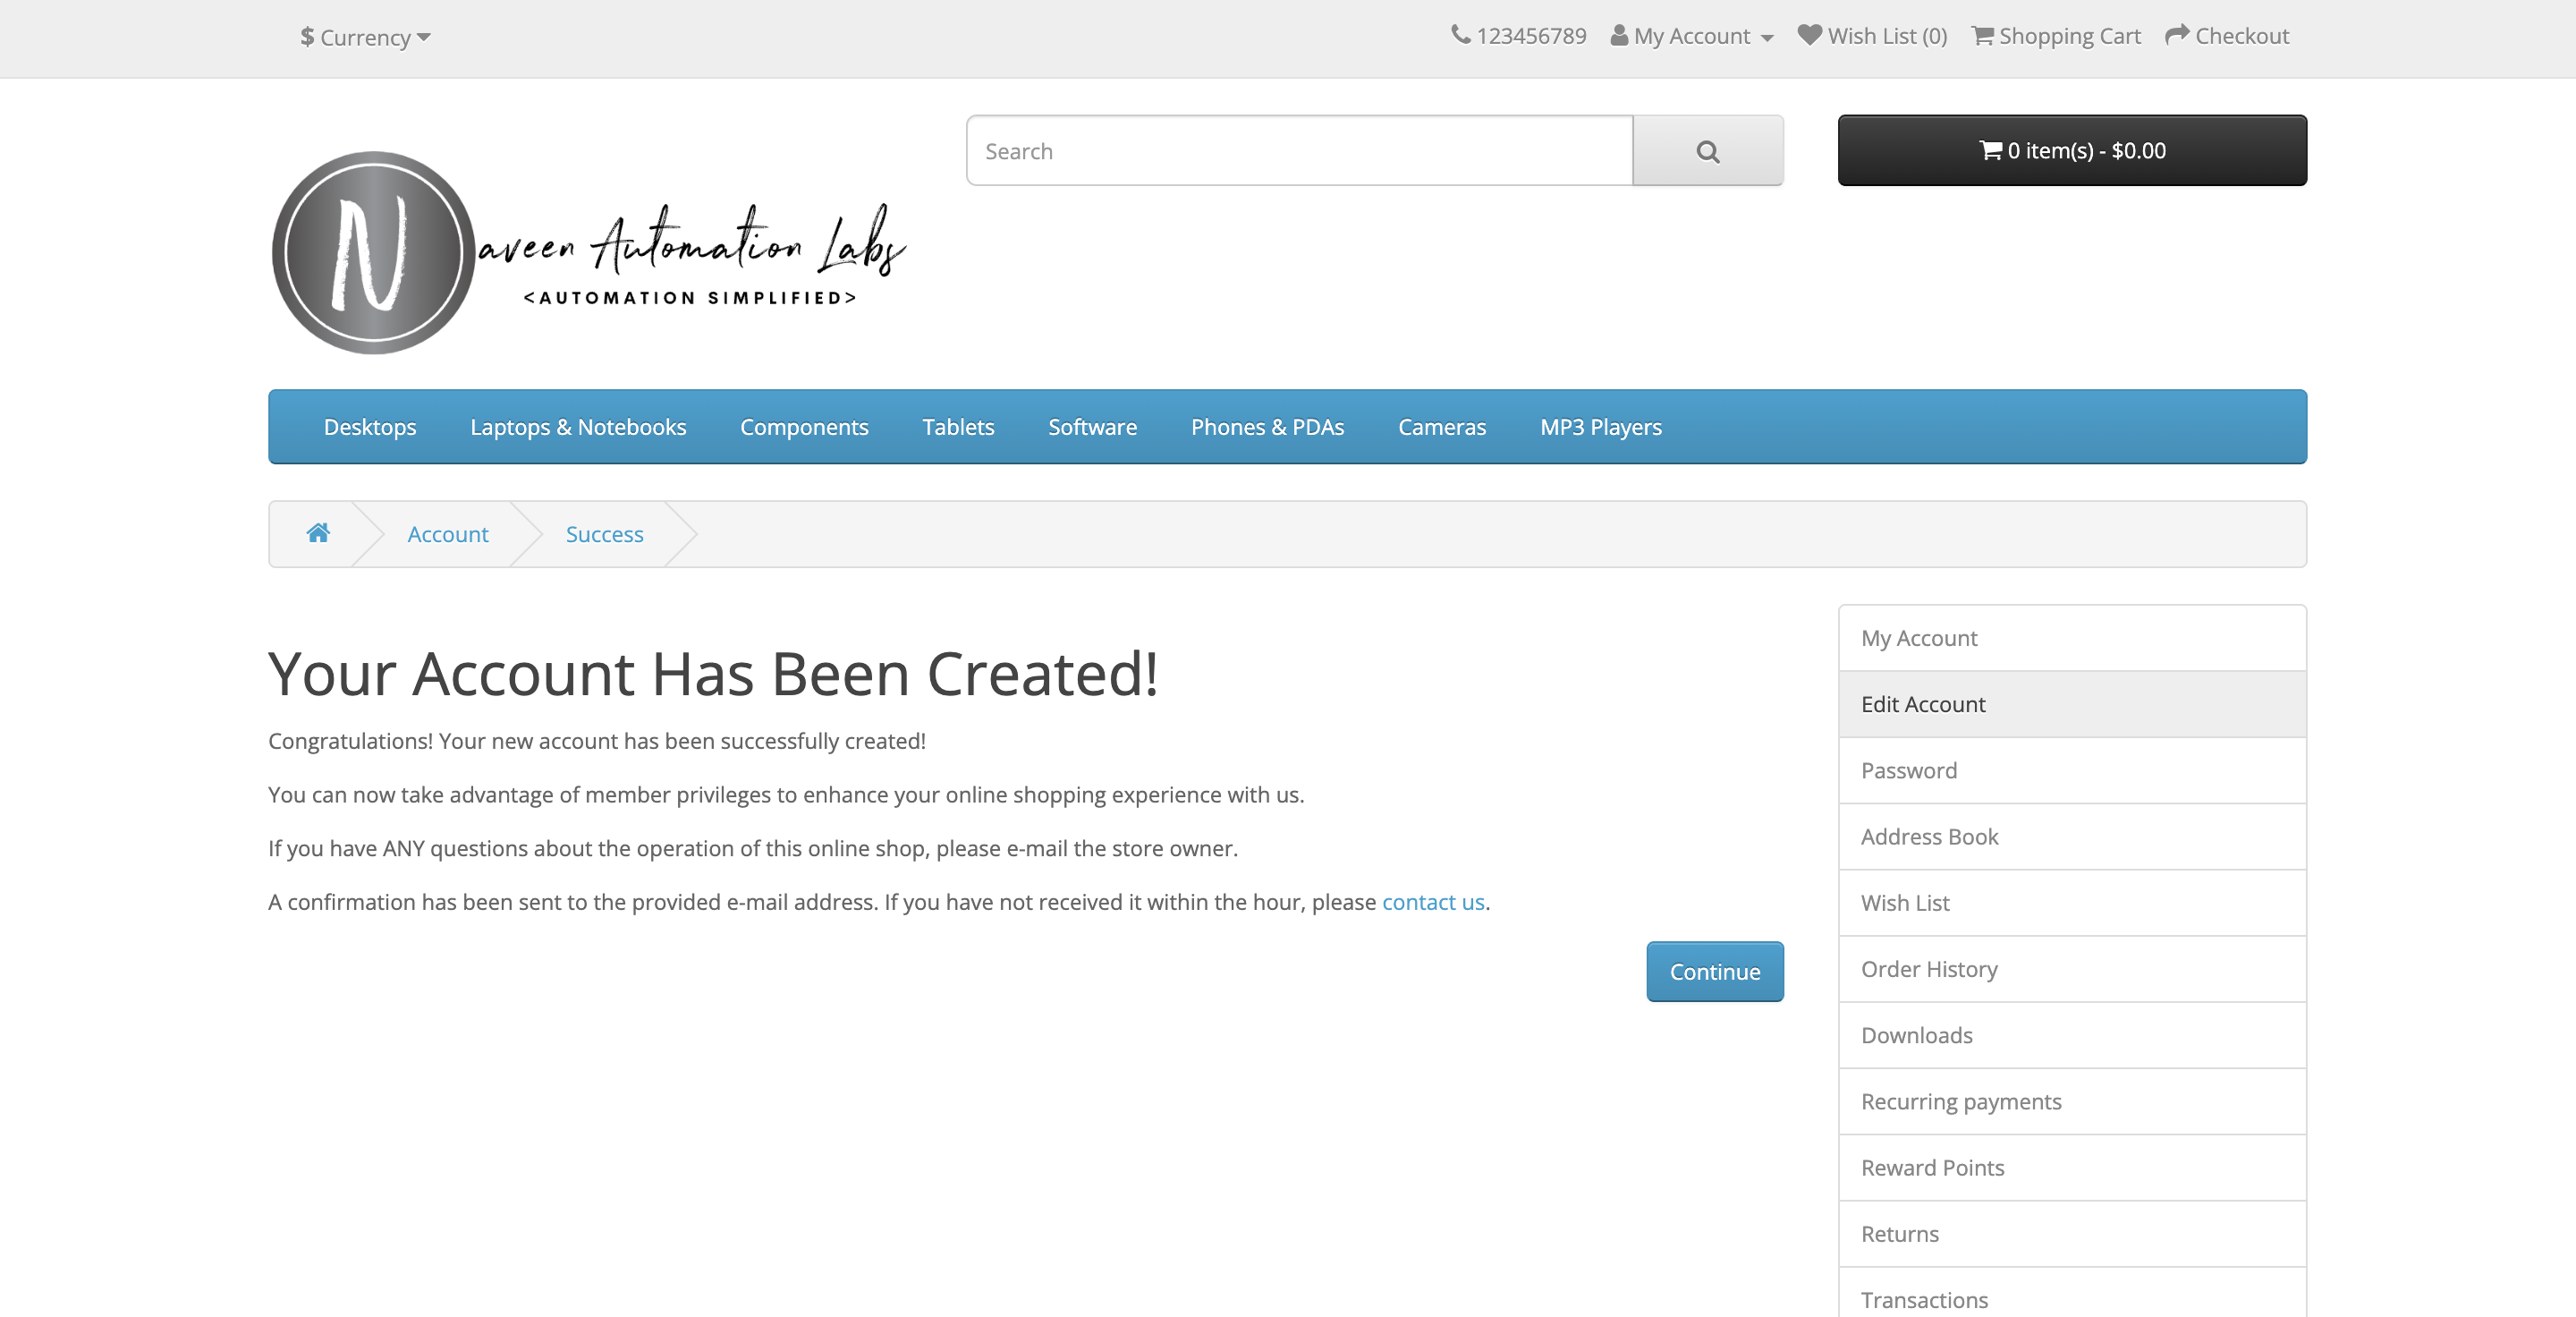 $ Currency
123456789 My Account Wish List (0) Shopping Cart Checkout
Search
0 item(s) - $0.00
Naveen Automation Labs
<AUTOMATION SIMPLIFIED>
Desktops Laptops & Notebooks Components Tablets Software Phones & PDAs Cameras MP3 Players
Account Success
Your Account Has Been Created!
Congratulations! Your new account has been successfully created!
You can now take advantage of member privileges to enhance your online shopping experience with us.
If you have ANY questions about the operation of this online shop, please e-mail the store owner.
A confirmation has been sent to the provided e-mail address. If you have not received it within the hour, please contact us.
Continue
My Account
Edit Account
Password
Address Book
Wish List
Order History
Downloads
Recurring payments
Reward Points
Returns
Transactions